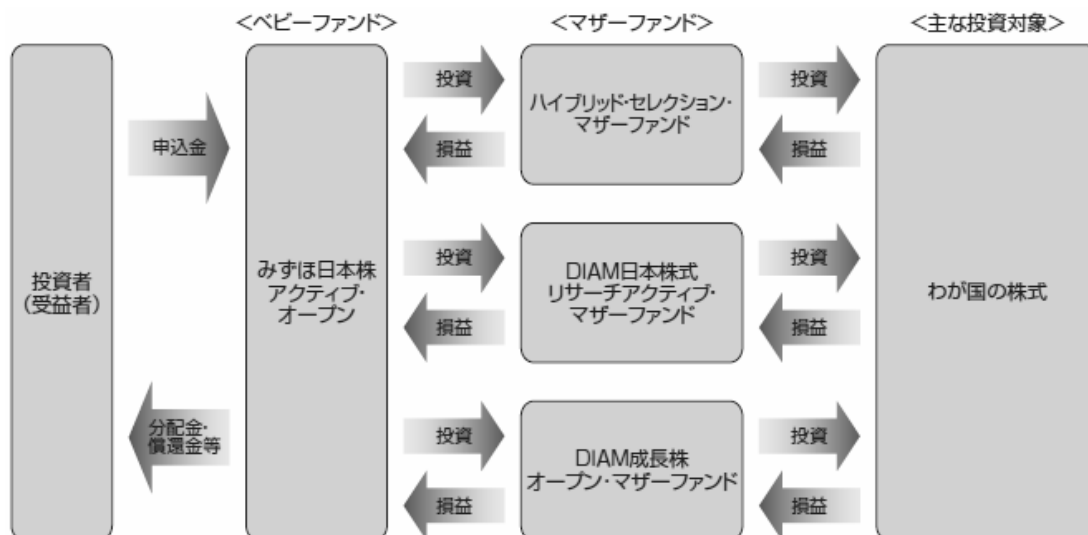 <ベビーファンド>
<マザーファンド>
<主な投資対象>
投資者
(受益者)
申込金
分配金・
償還金等
みずほ日本株
アクティブ・
オープン
投資
損益
ハイブリッド・セレクション・
マザーファンド
投資
損益
投資
損益
DIAM日本株式
リサーチアクティブ・
マザーファンド
投資
損益
投資
損益
DIAM成長株
オープン・マザーファンド
投資
損益
わが国の株式